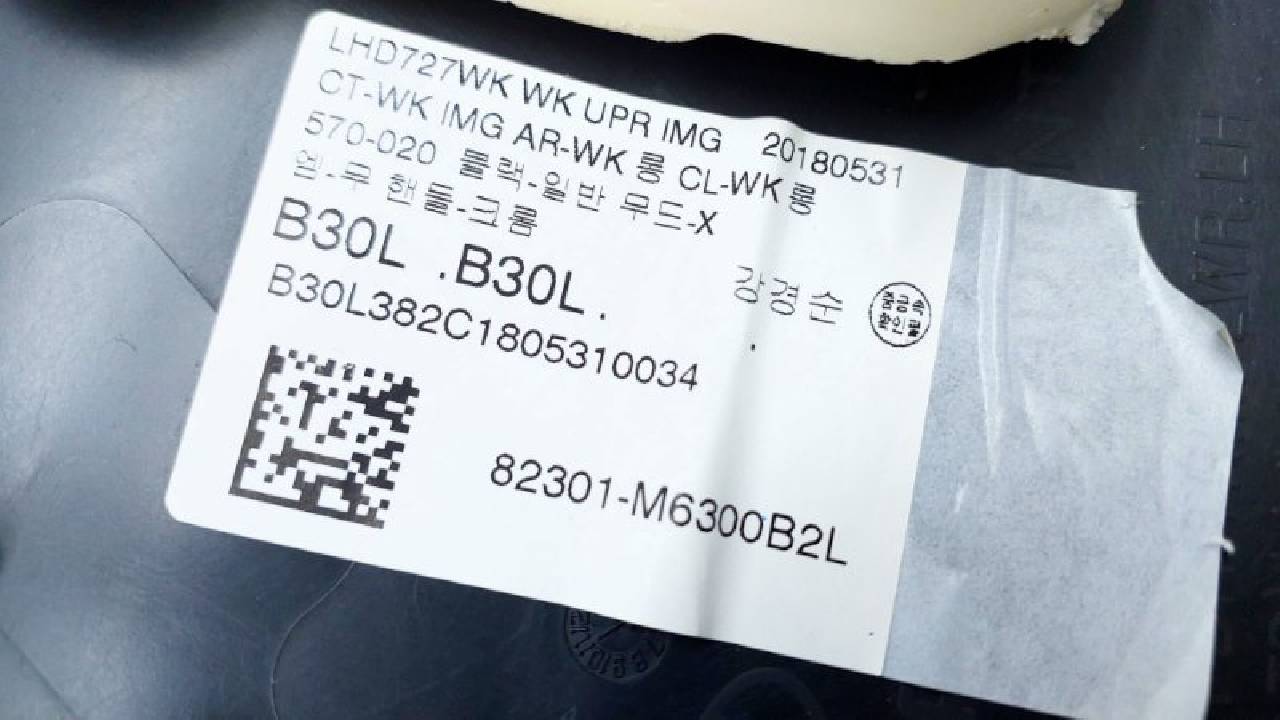 LHD727WK WK UPR IMG 20180531
CT-WK IMG AR-WK 롱 CL-WK 롱
570-020 블랙-일반 무드-X
엠-무 핸들-크롬
B30L .B30L.
강경순
B30L382C1805310034
82301-M6300B2L